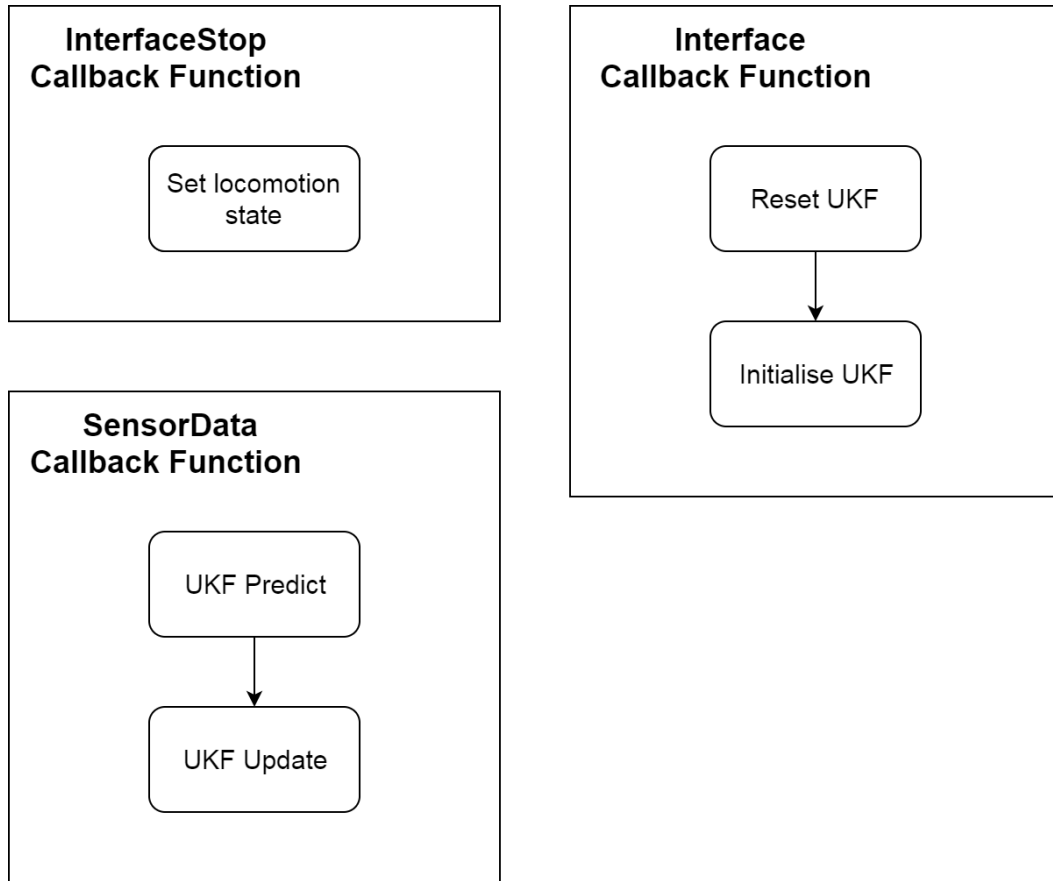 InterfaceStop
Callback Function
Set locomotion
state
Interface
Callback Function
Reset UKF
Initialise UKF
SensorData
Callback Function
UKF Predict
UKF Update